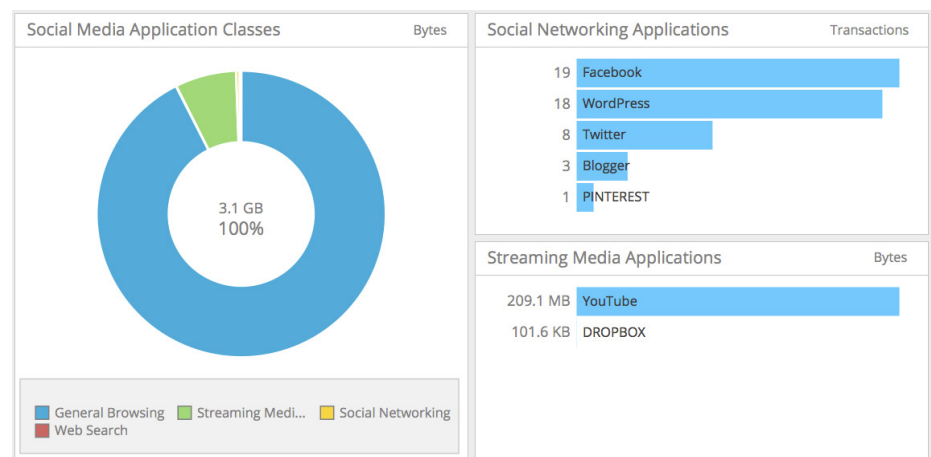 Social Media Application Classes Bytes
3.1 GB
100%
General Browsing Streaming Medi... Social Networking
Web Search
Social Networking Applications Transactions
19 Facebook
18 WordPress
8 Twitter
3 Blogger
1 PINTEREST
Streaming Media Applications Bytes
209.1 MB YouTube
101.6 KB DROPBOX